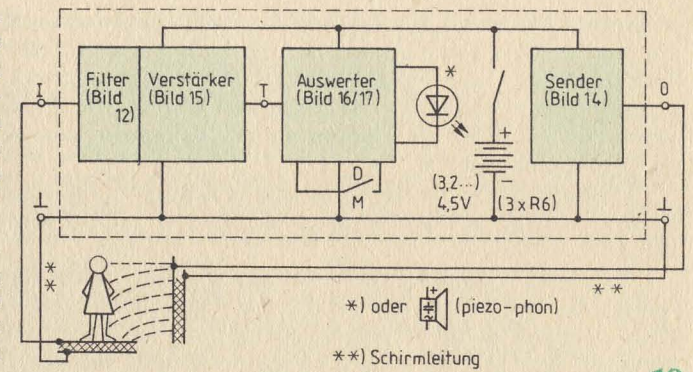 Filter
(Bild
12)
Verstärker
(Bild 15)
Auswerter
(Bild 16/17)
Sender
(Bild 14)
I
T
*
O
D
M
+
−
(3,2...)
4,5V
(3 x R6)
⊥
⊥
*
*
* *
*) oder
+
(piezo-phon)
**) Schirmleitung